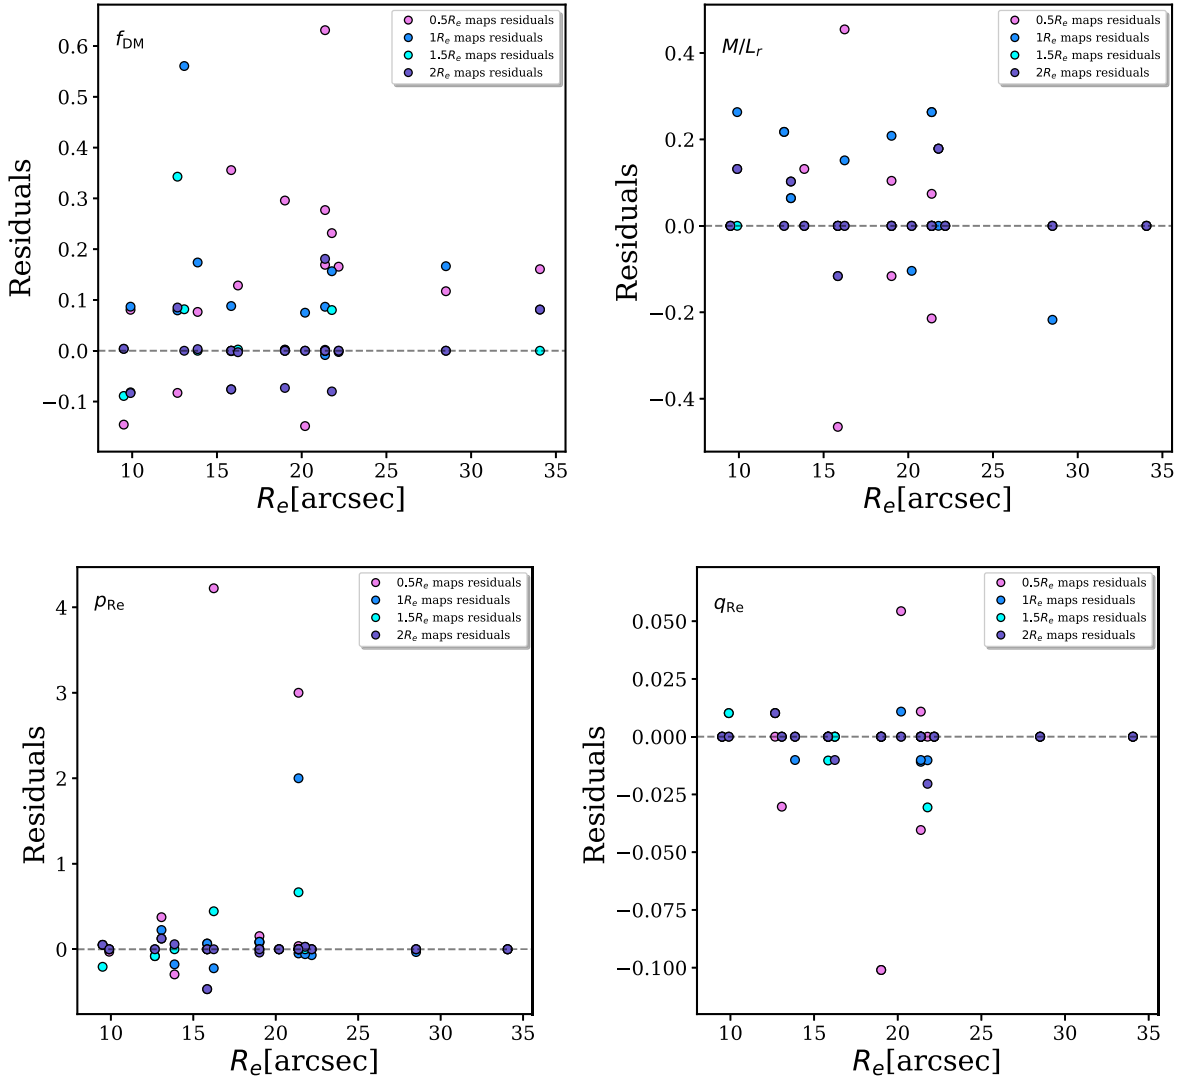 f_DM
0.5R_e maps residuals
1R_e maps residuals
1.5R_e maps residuals
2R_e maps residuals
0.6
0.5
0.4
0.3
0.2
0.1
0.0
−0.1
Residuals
10 15 20 25 30 35
R_e[arcsec]
M/L_r
0.5R_e maps residuals
1R_e maps residuals
1.5R_e maps residuals
2R_e maps residuals
0.4
0.2
0.0
−0.2
−0.4
Residuals
10 15 20 25 30 35
R_e[arcsec]
p_Re
0.5R_e maps residuals
1R_e maps residuals
1.5R_e maps residuals
2R_e maps residuals
4
3
2
1
0
Residuals
10 15 20 25 30 35
R_e[arcsec]
q_Re
0.5R_e maps residuals
1R_e maps residuals
1.5R_e maps residuals
2R_e maps residuals
0.050
0.025
0.000
−0.025
−0.050
−0.075
−0.100
Residuals
10 15 20 25 30 35
R_e[arcsec]